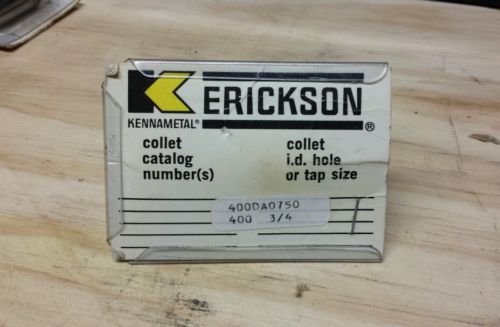 ERICKSON®
KENNAMETAL®
collet catalog number(s)
collet i.d. hole or tap size
400DA0750
400 3/4